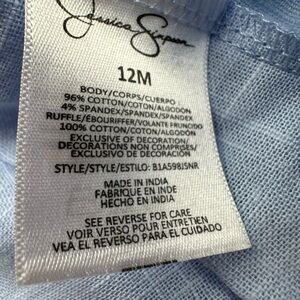 Jessica Simpson
12M
BODY/CORPS/CUERPO:
96% COTTON/COTON/ALGODÓN
4% SPANDEX/SPANDEX/SPANDEX
RUFFLE/ÉBOURIFFER/VOLANTE FRUNCIDO
100% COTTON/COTON/ALGODÓN
EXCLUSIVE OF DECORATION/
DECORATIONS NON COMPRISES/
EXCLUSIVO DE DECORACIÓN
STYLE/STYLE/ESTILO: B1A598JSNR
MADE IN INDIA
FABRIQUÉ EN INDE
HECHO EN INDIA
SEE REVERSE FOR CARE
VOIR VERSO POUR ENTRETIEN
VEA EL REVERSO PARA EL CUIDADO